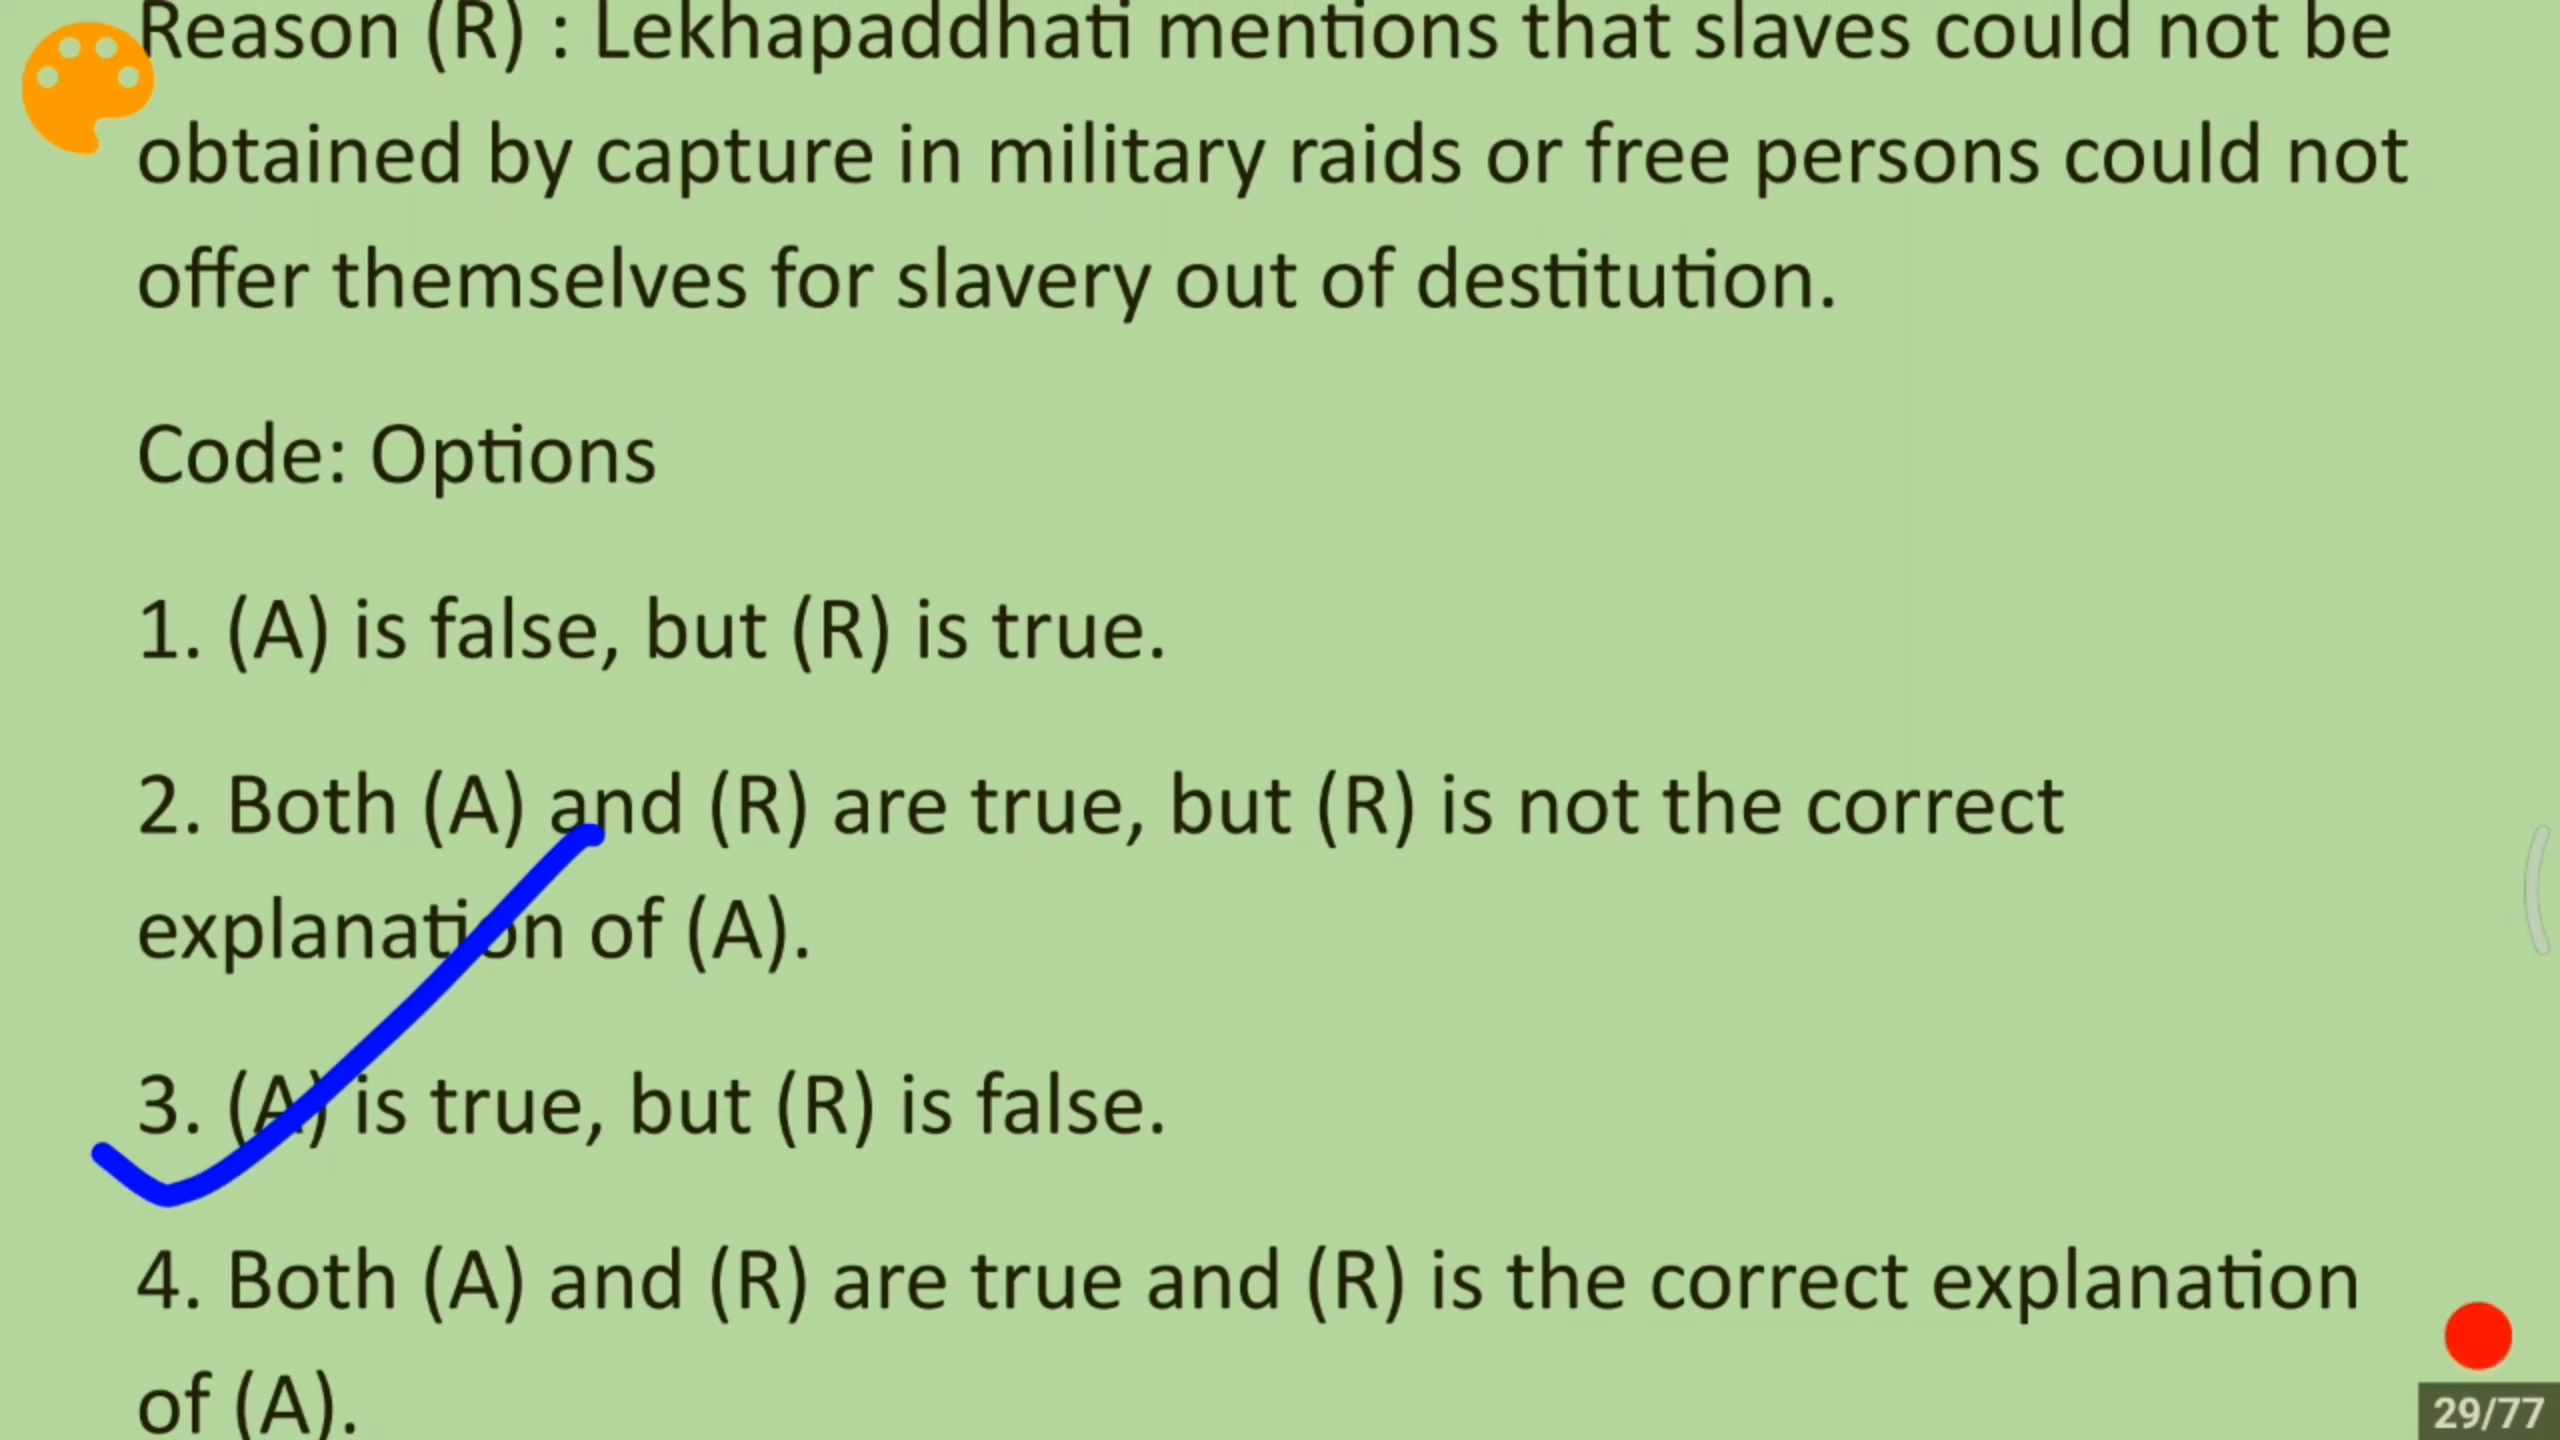 Reason (R) : Lekhapaddhati mentions that slaves could not be
obtained by capture in military raids or free persons could not
offer themselves for slavery out of destitution.
Code: Options
1. (A) is false, but (R) is true.
2. Both (A) and (R) are true, but (R) is not the correct
explanation of (A).
3. (A) is true, but (R) is false.
4. Both (A) and (R) are true and (R) is the correct explanation
of (A).
29/77